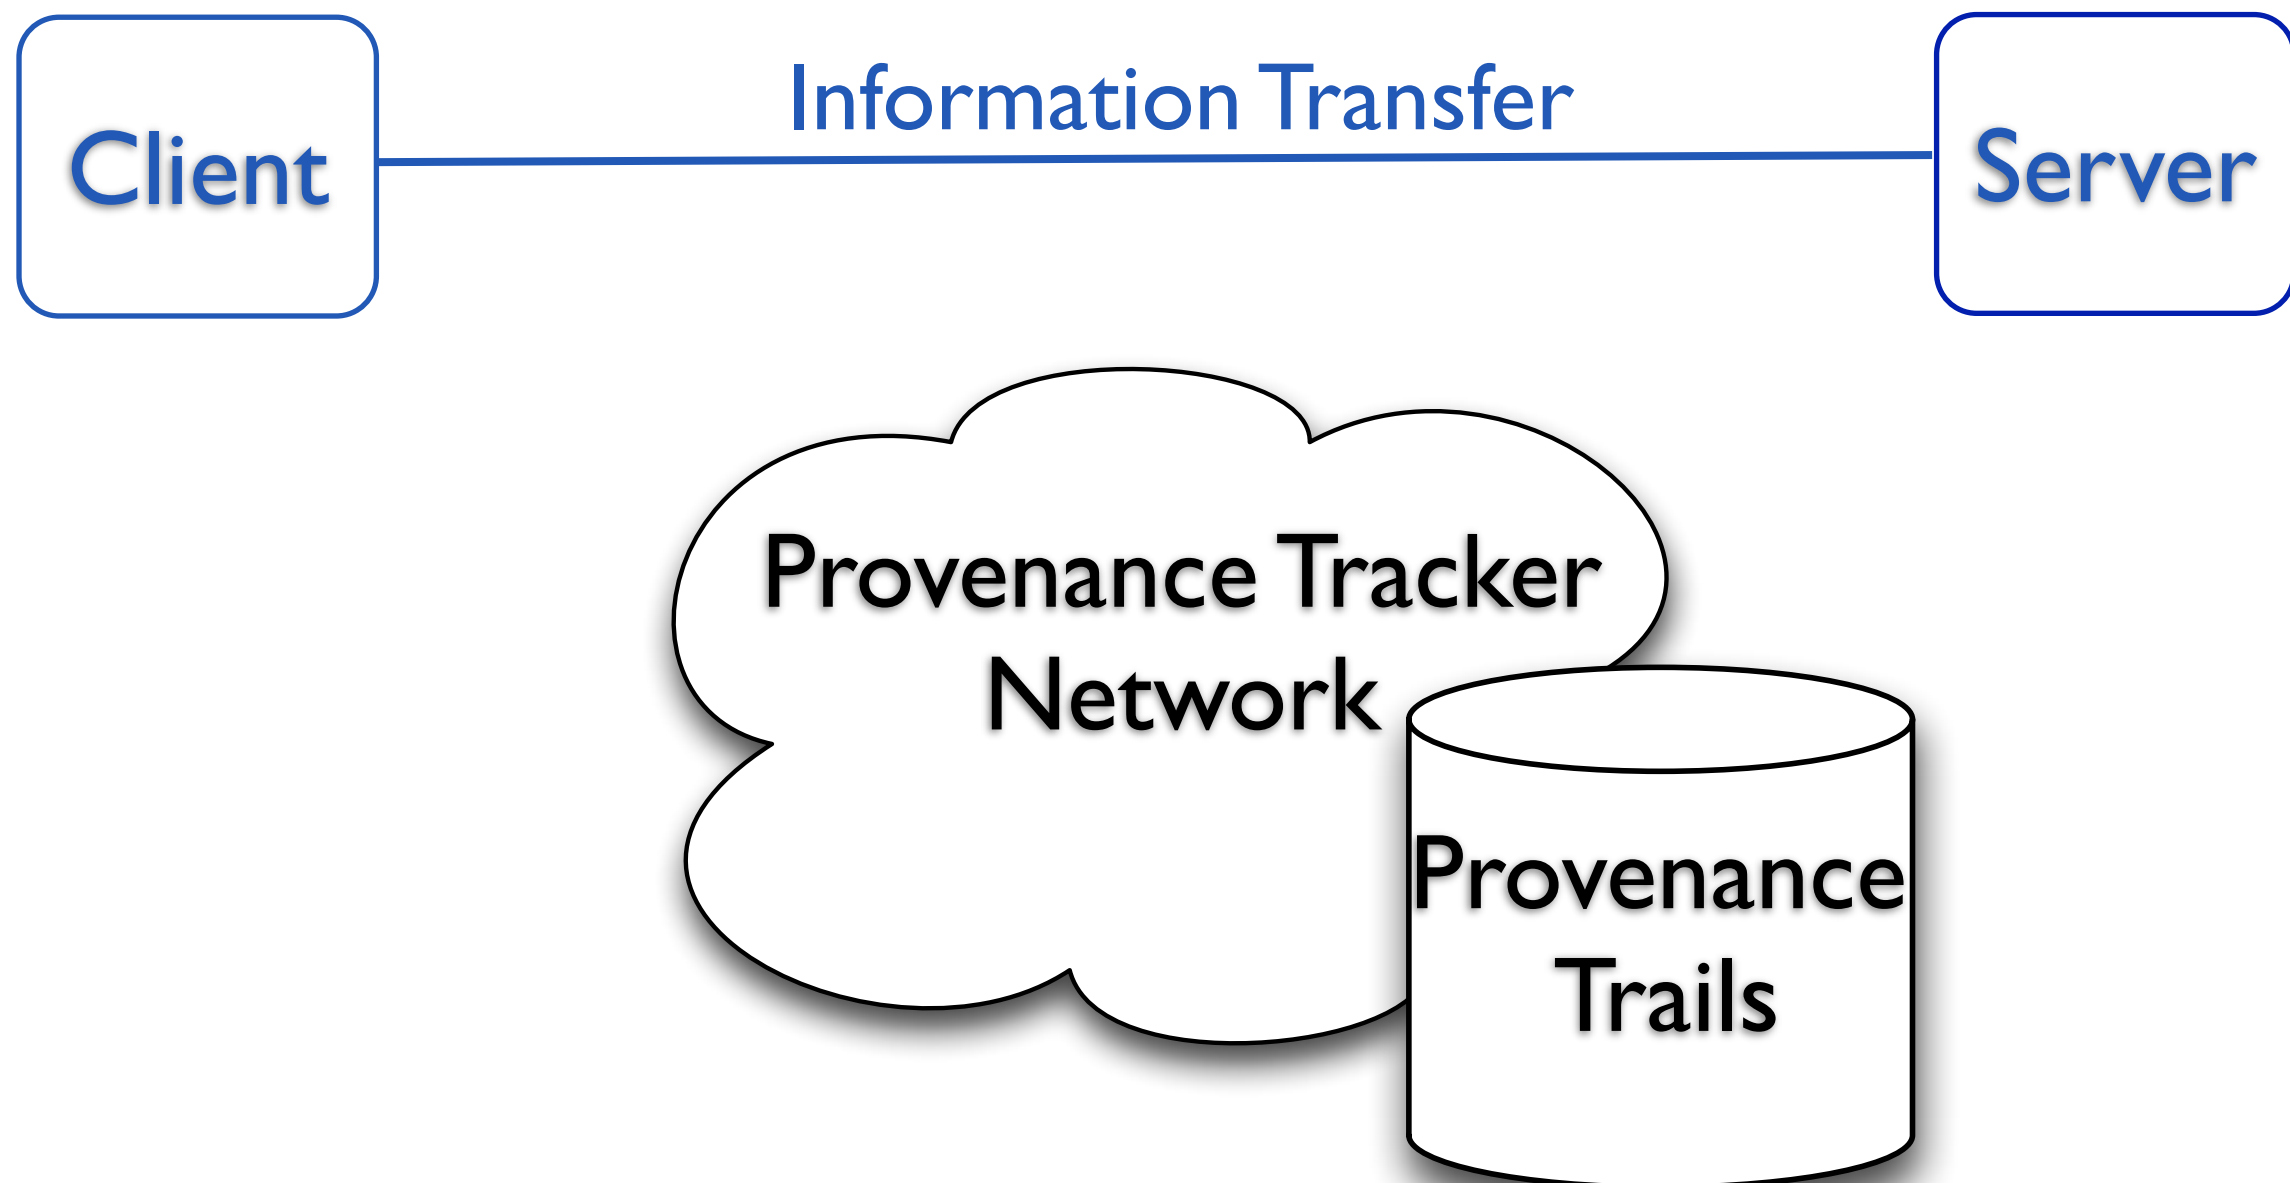 Information Transfer
Client
Server
Provenance Tracker
Network
Provenance
Trails